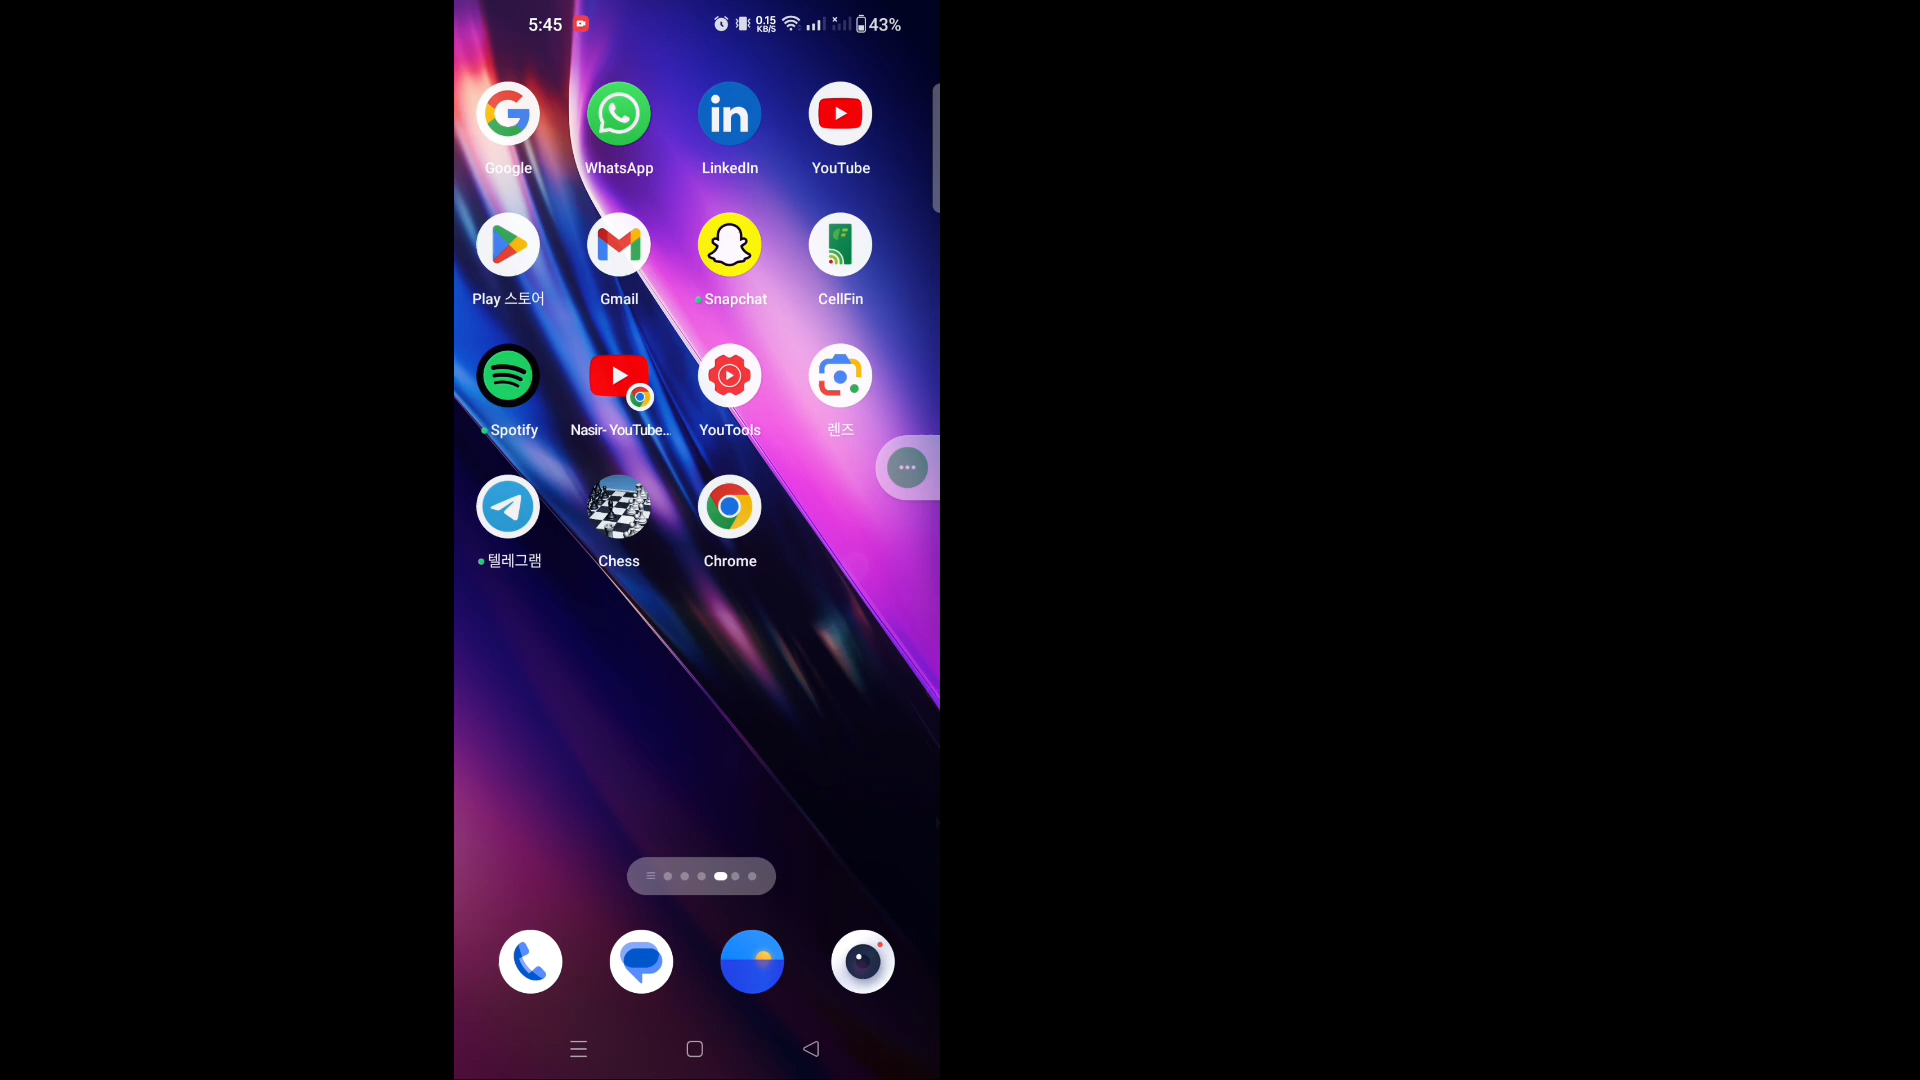 5:45
0.15
KB/S
43%
Google
WhatsApp
LinkedIn
YouTube
Play 스토어
Gmail
Snapchat
CellFin
Spotify
Nasir- YouTube...
YouTools
렌즈
텔레그램
Chess
Chrome